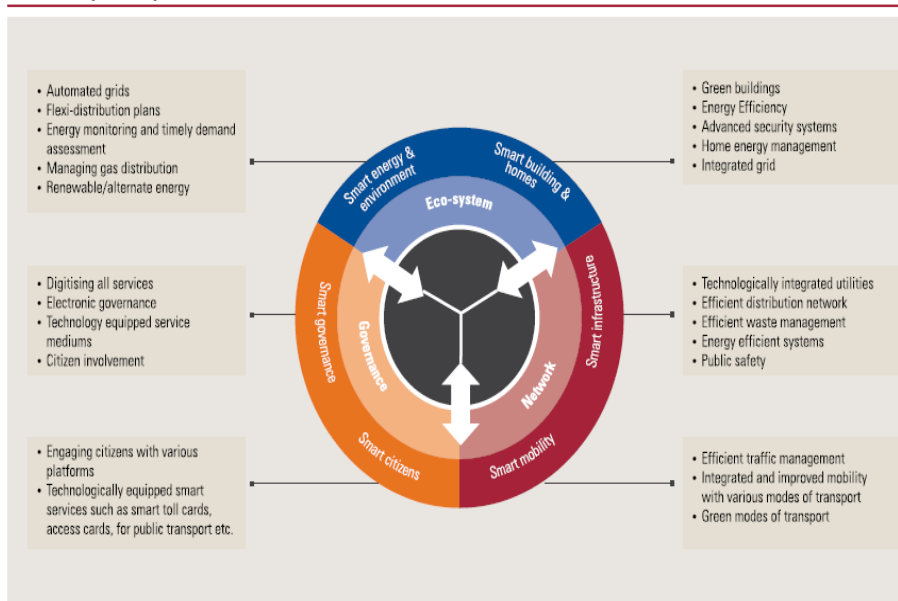 • Automated grids
• Flexi-distribution plans
• Energy monitoring and timely demand
assessment
• Managing gas distribution
• Renewable/alternate energy
• Green buildings
• Energy Efficiency
• Advanced security systems
• Home energy management
• Integrated grid
Smart energy &
environment
Smart building &
homes
Eco-system
• Digitising all services
• Electronic governance
• Technology equipped service
mediums
• Citizen involvement
Smart governance
Governance
Smart infrastructure
Network
• Technologically integrated utilities
• Efficient distribution network
• Efficient waste management
• Energy efficient systems
• Public safety
• Engaging citizens with various
platforms
• Technologically equipped smart
services such as smart toll cards,
access cards, for public transport etc.
Smart citizens
Smart mobility
• Efficient traffic management
• Integrated and improved mobility
with various modes of transport
• Green modes of transport